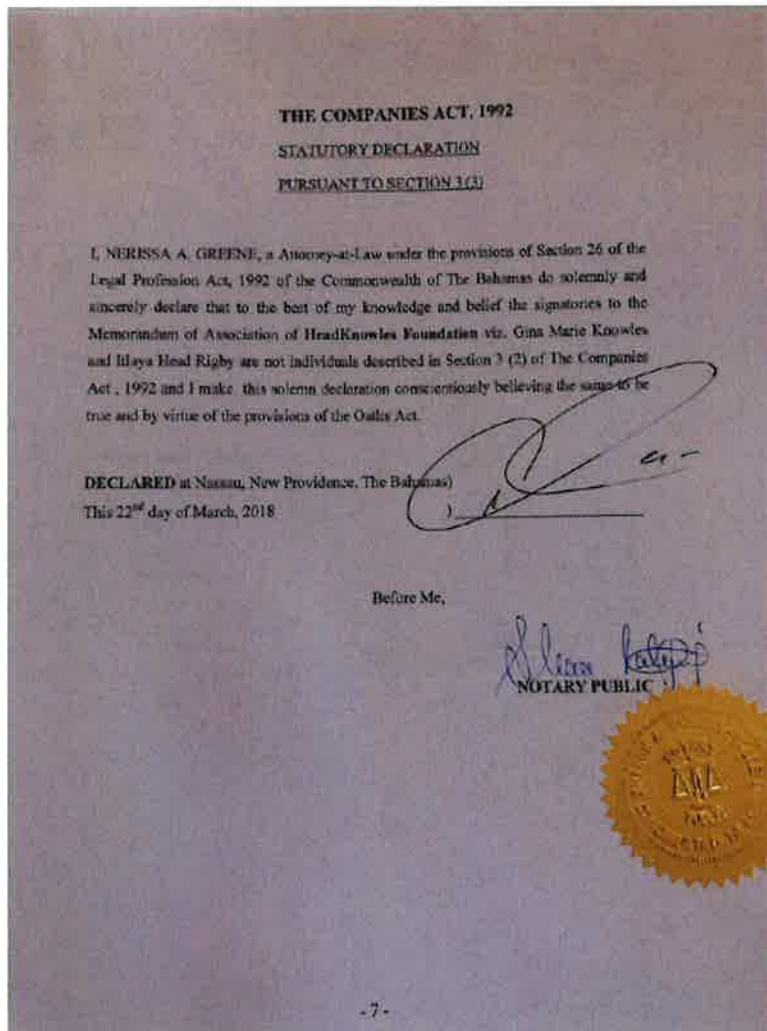 THE COMPANIES ACT, 1992
STATUTORY DECLARATION
PURSUANT TO SECTION 3 (3)
I, NERISSA A. GREENE, a Attorney-at-Law under the provisions of Section 26 of the
Legal Profession Act, 1992 of the Commonwealth of The Bahamas do solemnly and
sincerely declare that to the best of my knowledge and belief the signatories to the
Memorandum of Association of HeadKnowles Foundation viz. Gina Marie Knowles
and Head Rigby are not individuals described in Section 3 (2) of The Companies
Act , 1992 and I make this solemn declaration conscientiously believing the same to be
true and by virtue of the provisions of the Oaths Act.
DECLARED at Nassau, New Providence, The Bahamas)
This 22nd day of March, 2018 )
Before Me,
NOTARY PUBLIC
- 7 -